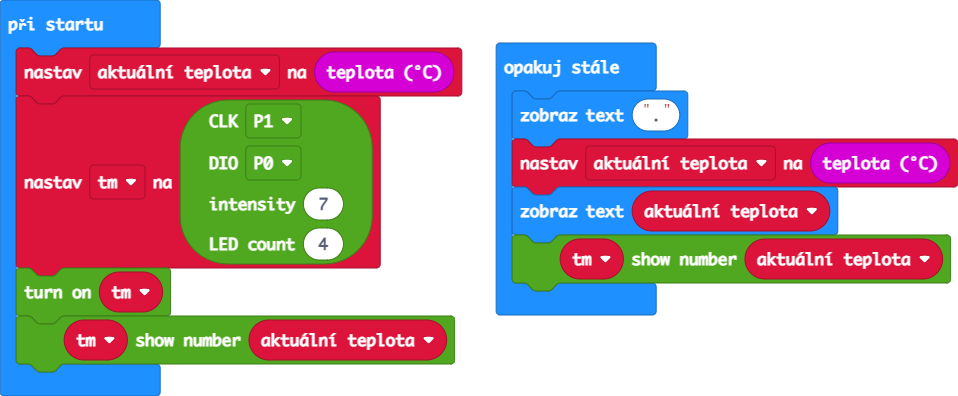 při startu
nastav aktuální teplota na teplota (°C)
nastav tm na
CLK P1
DIO P0
intensity 7
LED count 4
turn on tm
tm show number aktuální teplota
opakuj stále
zobraz text "."
nastav aktuální teplota na teplota (°C)
zobraz text aktuální teplota
tm show number aktuální teplota